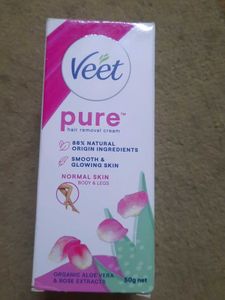 Veet
pure™
hair removal cream
88% NATURAL
ORIGIN INGREDIENTS
SMOOTH &
GLOWING SKIN
NORMAL SKIN
BODY & LEGS
ORGANIC ALOE VERA
& ROSE EXTRACTS
50g net